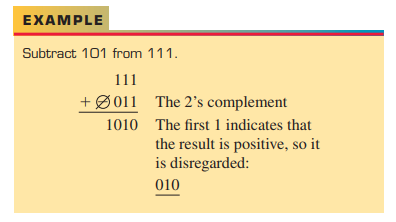 EXAMPLE
Subtract 101 from 111.
111
+ ∅ 011 The 2's complement
1010 The first 1 indicates that
the result is positive, so it
is disregarded:
010